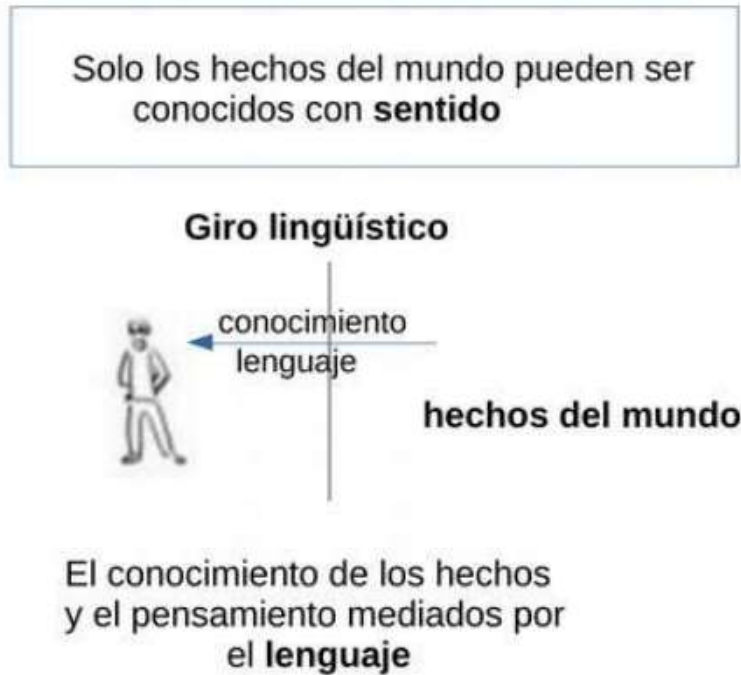 Solo los hechos del mundo pueden ser
conocidos con sentido
Giro lingüístico
conocimiento
lenguaje
hechos del mundo
El conocimiento de los hechos
y el pensamiento mediados por
el lenguaje